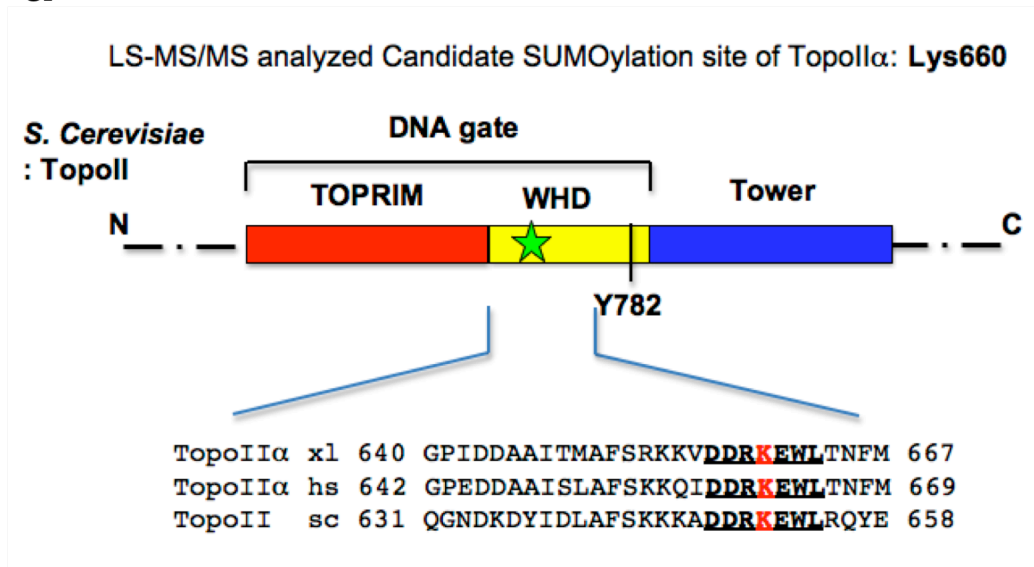 LS-MS/MS analyzed Candidate SUMOylation site of TopoIIα: Lys660
S. Cerevisiae
: TopoII
DNA gate
TOPRIM
WHD
Tower
N
C
Y782
TopoIIα xl 640 GPIDDAAITMAFSRKKVDDRKEWLTNFM 667
TopoIIα hs 642 GPEDDAAISLAFSKKQIDDRKEWLTNFM 669
TopoII sc 631 QGNDKDYIDLAFSKKKADDRKEWLRQYE 658